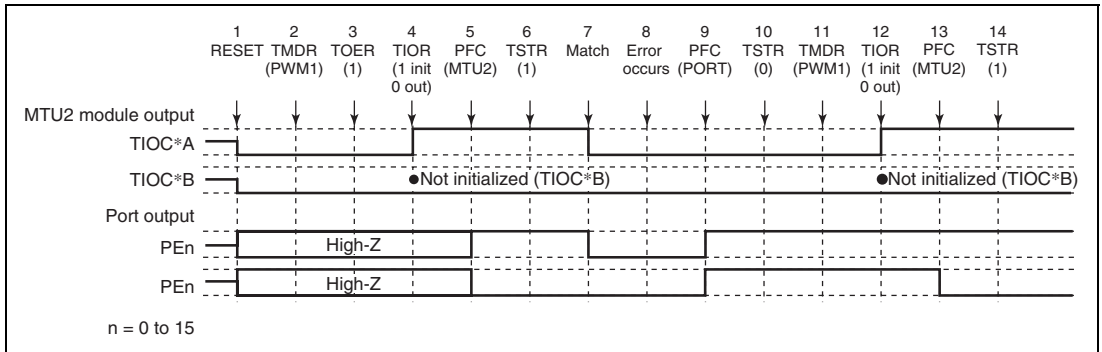 1 2 3 4 5 6 7 8 9 10 11 12 13 14
RESET TMDR TOER TIOR PFC TSTR Match Error PFC TSTR TMDR TIOR PFC TSTR
(PWM1) (1) (1 init (MTU2) (1) occurs (PORT) (0) (PWM1) (1 init (MTU2) (1)
0 out) 0 out)
MTU2 module output
TIOC*A
TIOC*B ●Not initialized (TIOC*B) ●Not initialized (TIOC*B)
Port output
PEn High-Z
PEn High-Z
n = 0 to 15